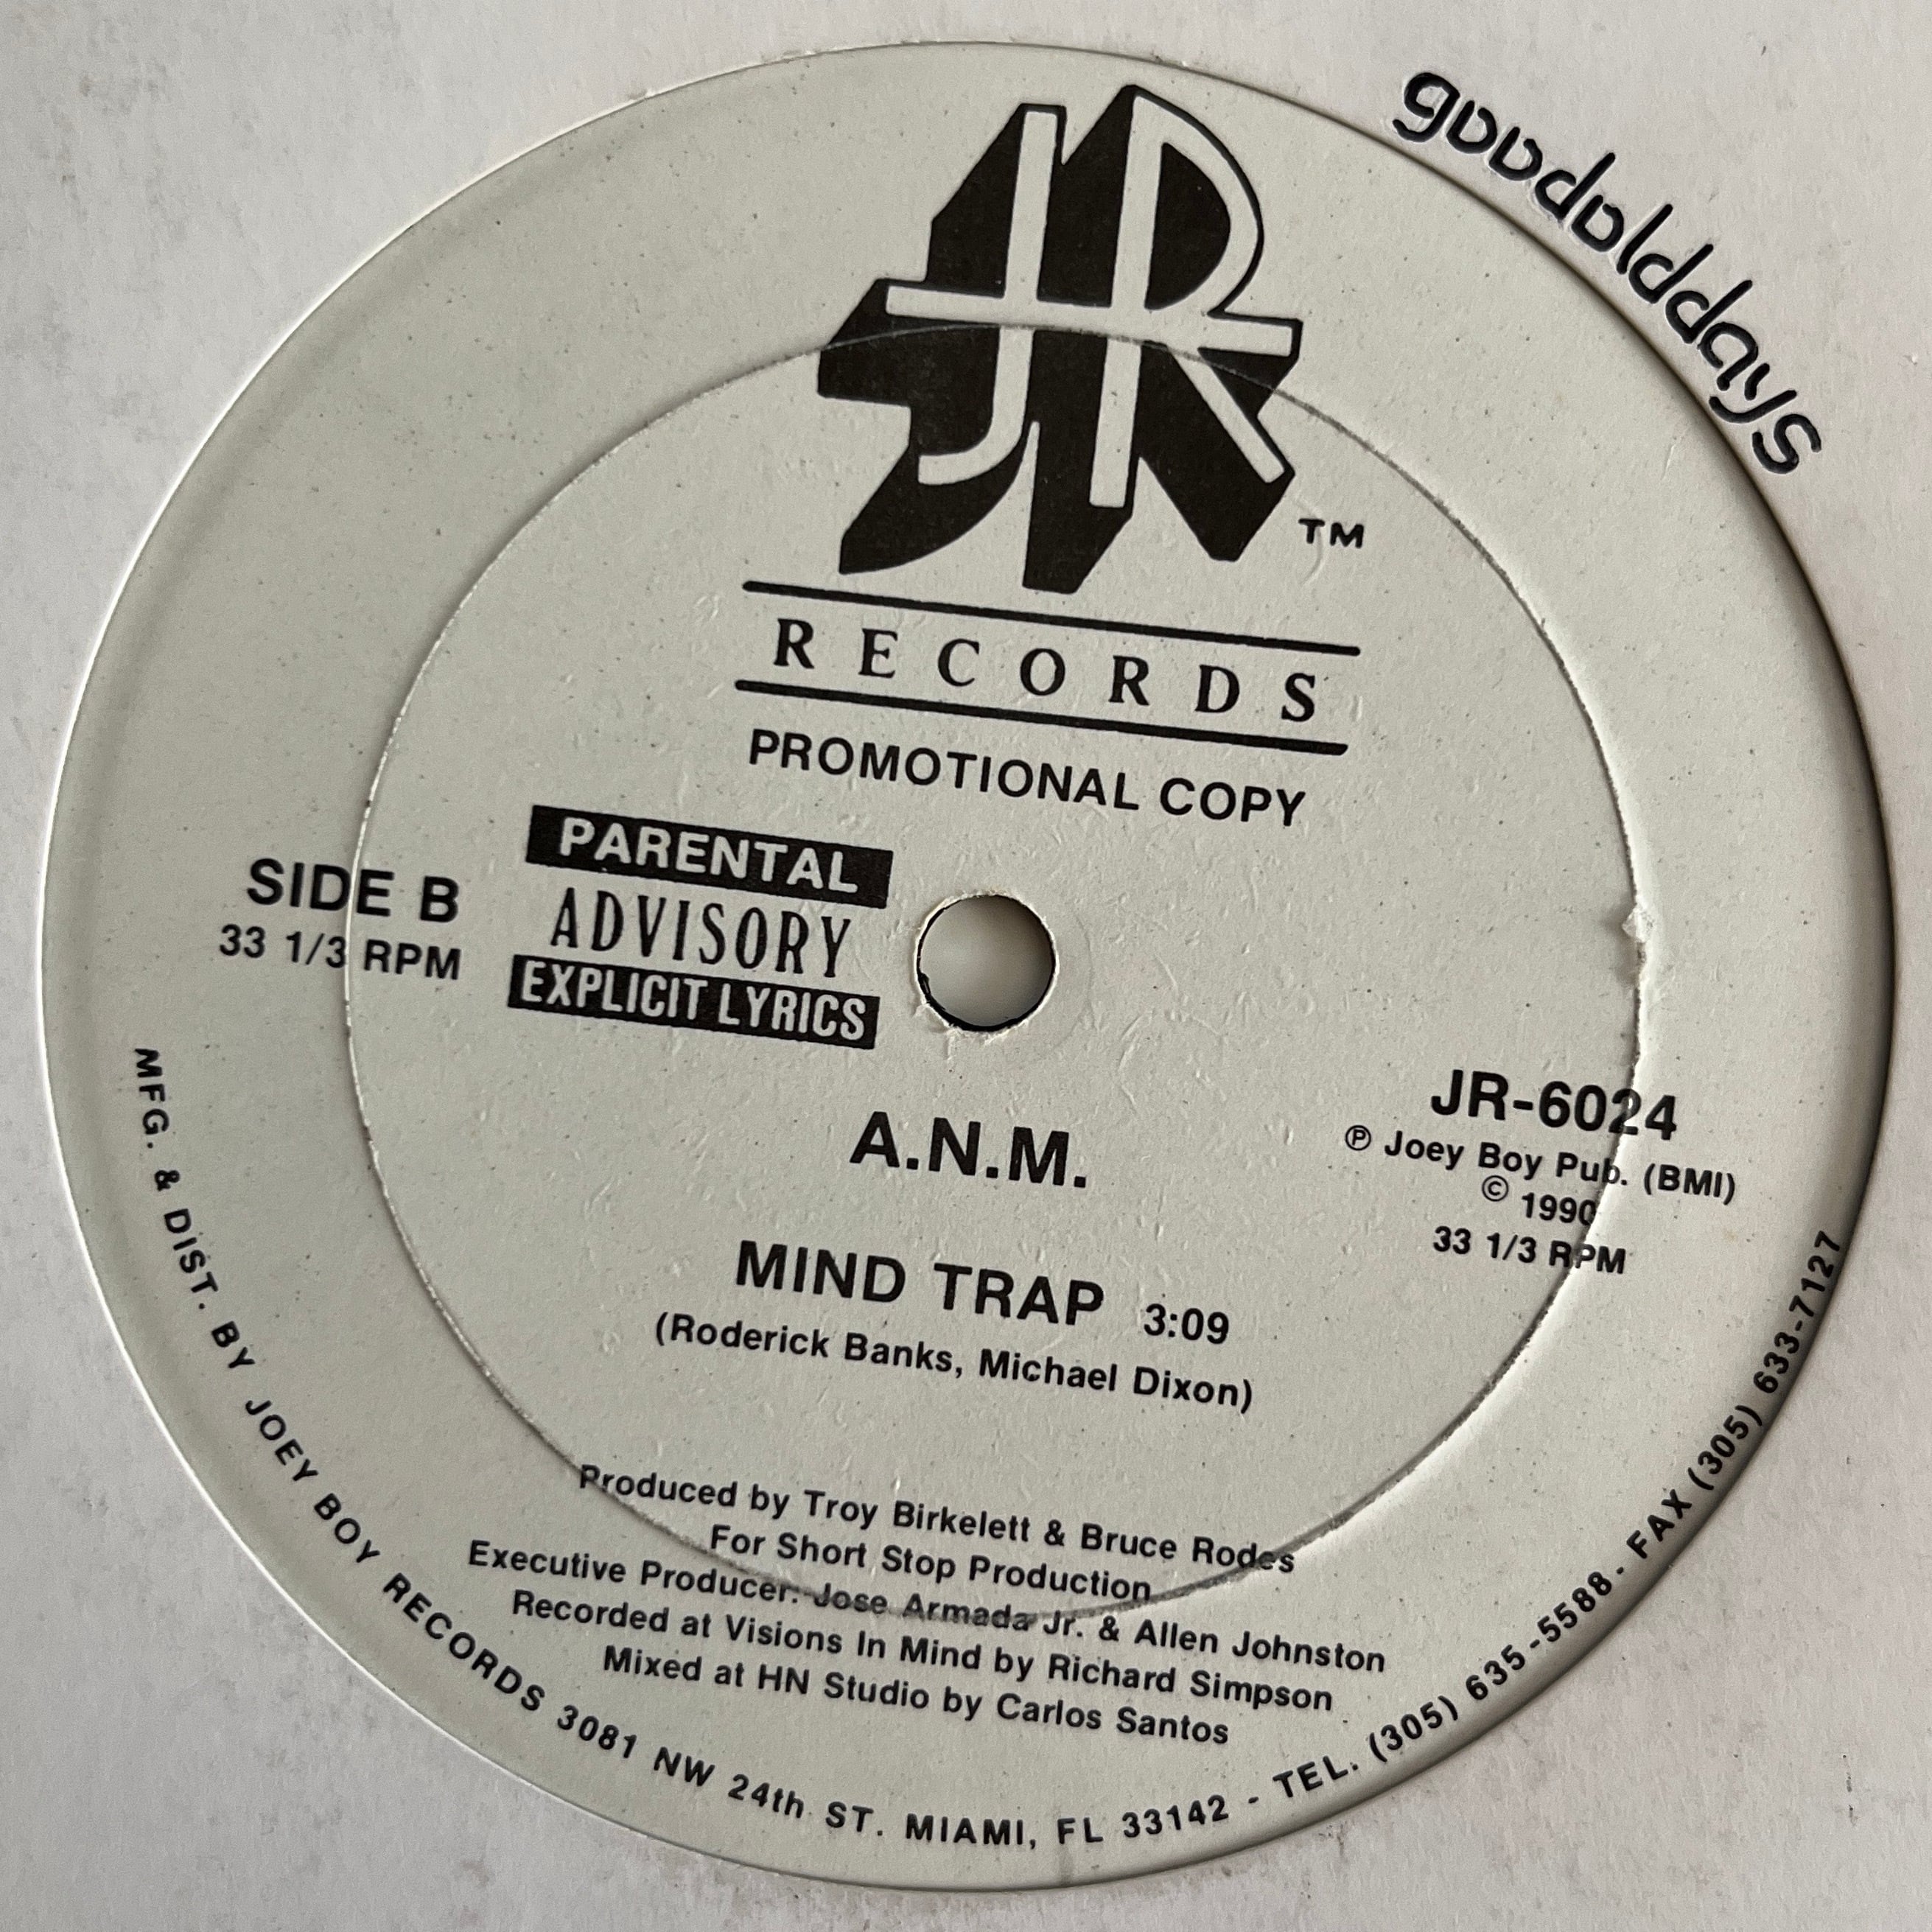 goodolddays
JR
TM
RECORDS
PROMOTIONAL COPY
PARENTAL
ADVISORY
EXPLICIT LYRICS
SIDE B
33 1/3 RPM
A.N.M.
JR-6024
℗ Joey Boy Pub. (BMI)
© 1990
33 1/3 RPM
MIND TRAP 3:09
(Roderick Banks, Michael Dixon)
Produced by Troy Birkelett & Bruce Rodes
For Short Stop Production
Executive Producer: Jose Armada Jr. & Allen Johnston
Recorded at Visions In Mind by Richard Simpson
Mixed at HN Studio by Carlos Santos
MFG. & DIST. BY JOEY BOY RECORDS 3081 NW 24th ST. MIAMI, FL 33142 - TEL. (305) 635-5588 - FAX (305) 633-7127